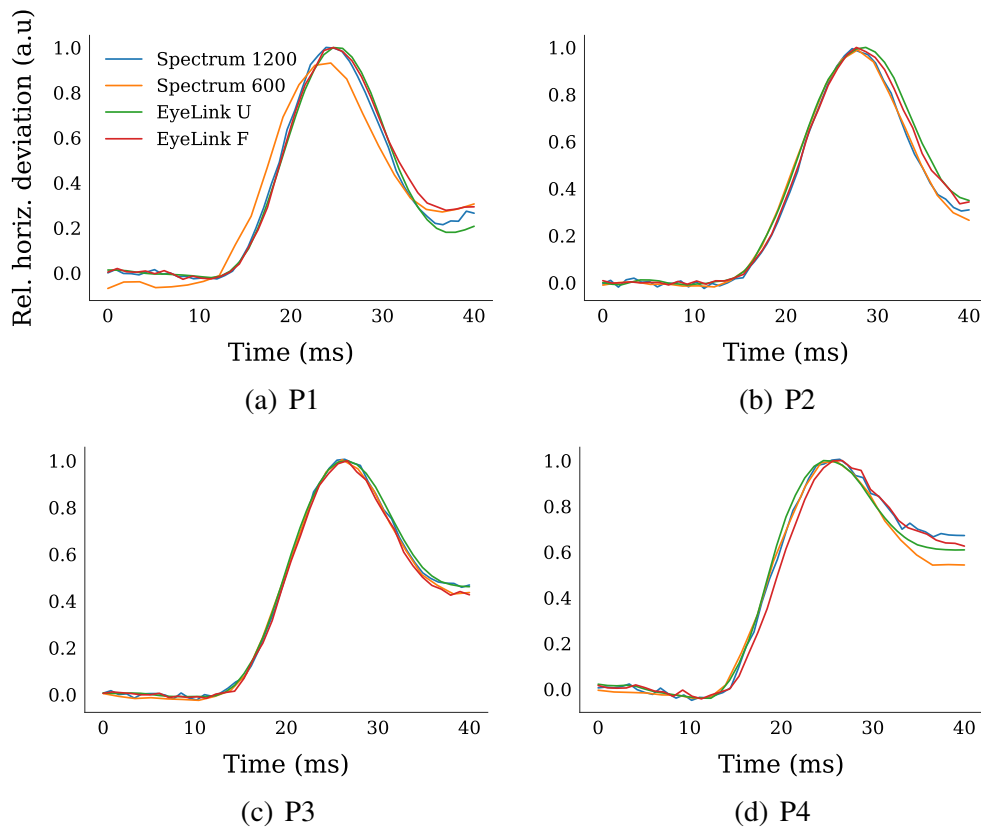 Rel. horiz. deviation (a.u)
1.0
0.8
0.6
0.4
0.2
0.0
Spectrum 1200
Spectrum 600
EyeLink U
EyeLink F
0 10 20 30 40
Time (ms)
(a) P1
1.0
0.8
0.6
0.4
0.2
0.0
0 10 20 30 40
Time (ms)
(b) P2
1.0
0.8
0.6
0.4
0.2
0.0
0 10 20 30 40
Time (ms)
(c) P3
1.0
0.8
0.6
0.4
0.2
0.0
0 10 20 30 40
Time (ms)
(d) P4